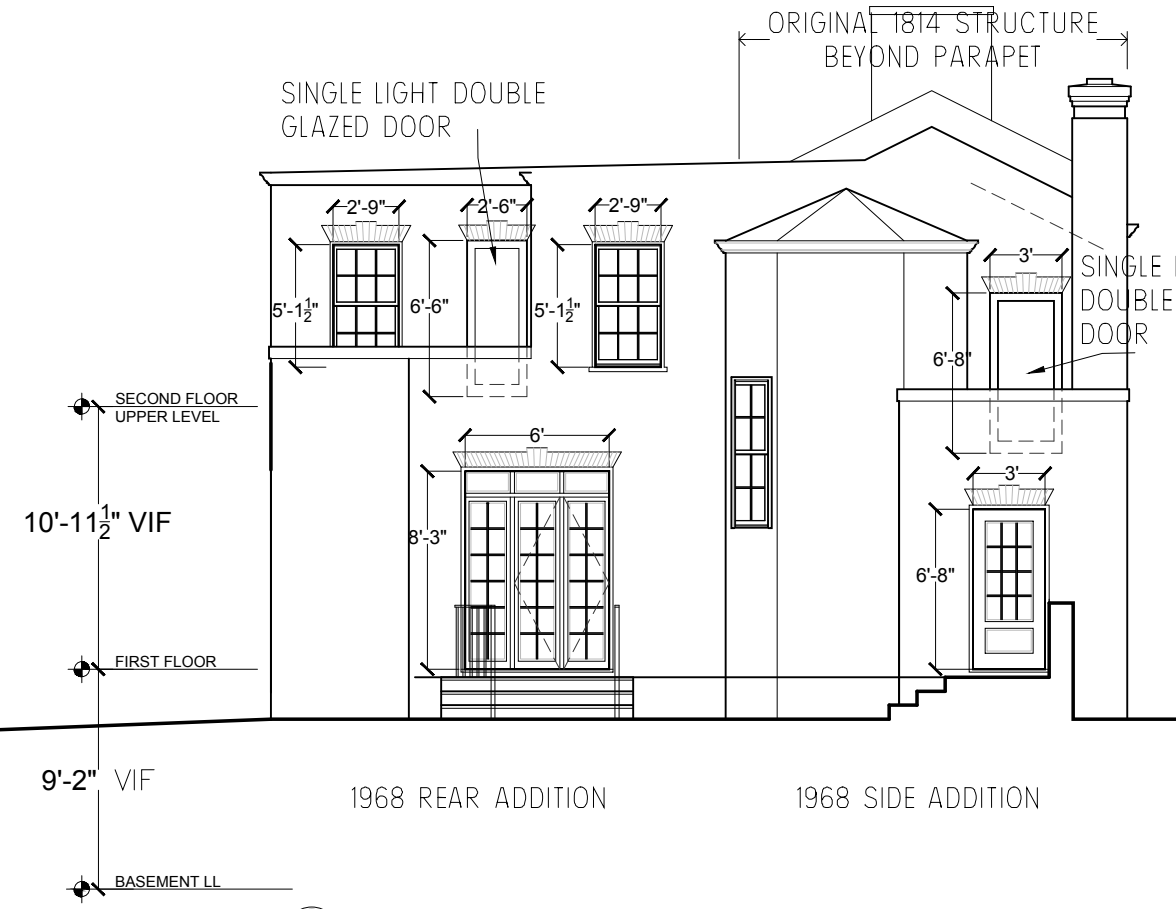 ORIGINAL 1814 STRUCTURE
BEYOND PARAPET
SINGLE LIGHT DOUBLE
GLAZED DOOR
2'-9"
2'-6"
2'-9"
5'-1½"
6'-6"
5'-1½"
3'
SINGLE
DOUBLE
DOOR
6'-8"
SECOND FLOOR
UPPER LEVEL
6'
3'
10'-11½" VIF
8'-3"
6'-8"
FIRST FLOOR
9'-2" VIF
1968 REAR ADDITION
1968 SIDE ADDITION
BASEMENT LL